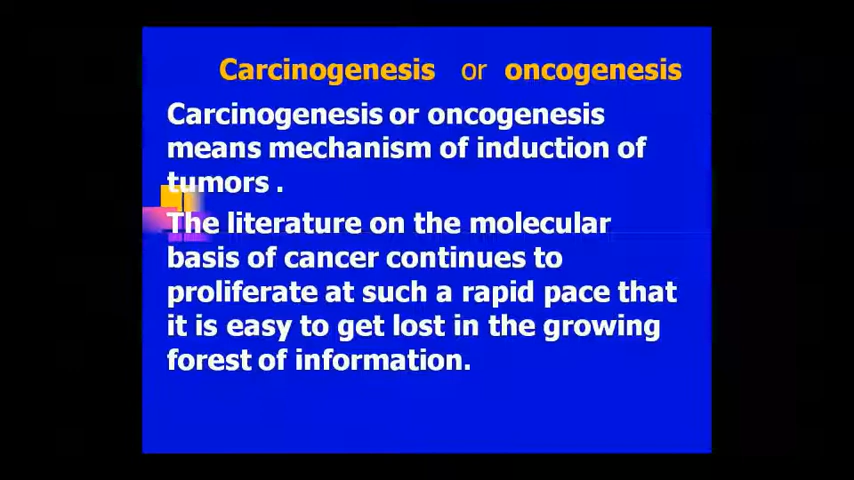 Carcinogenesis or oncogenesis
Carcinogenesis or oncogenesis
means mechanism of induction of
tumors .
The literature on the molecular
basis of cancer continues to
proliferate at such a rapid pace that
it is easy to get lost in the growing
forest of information.